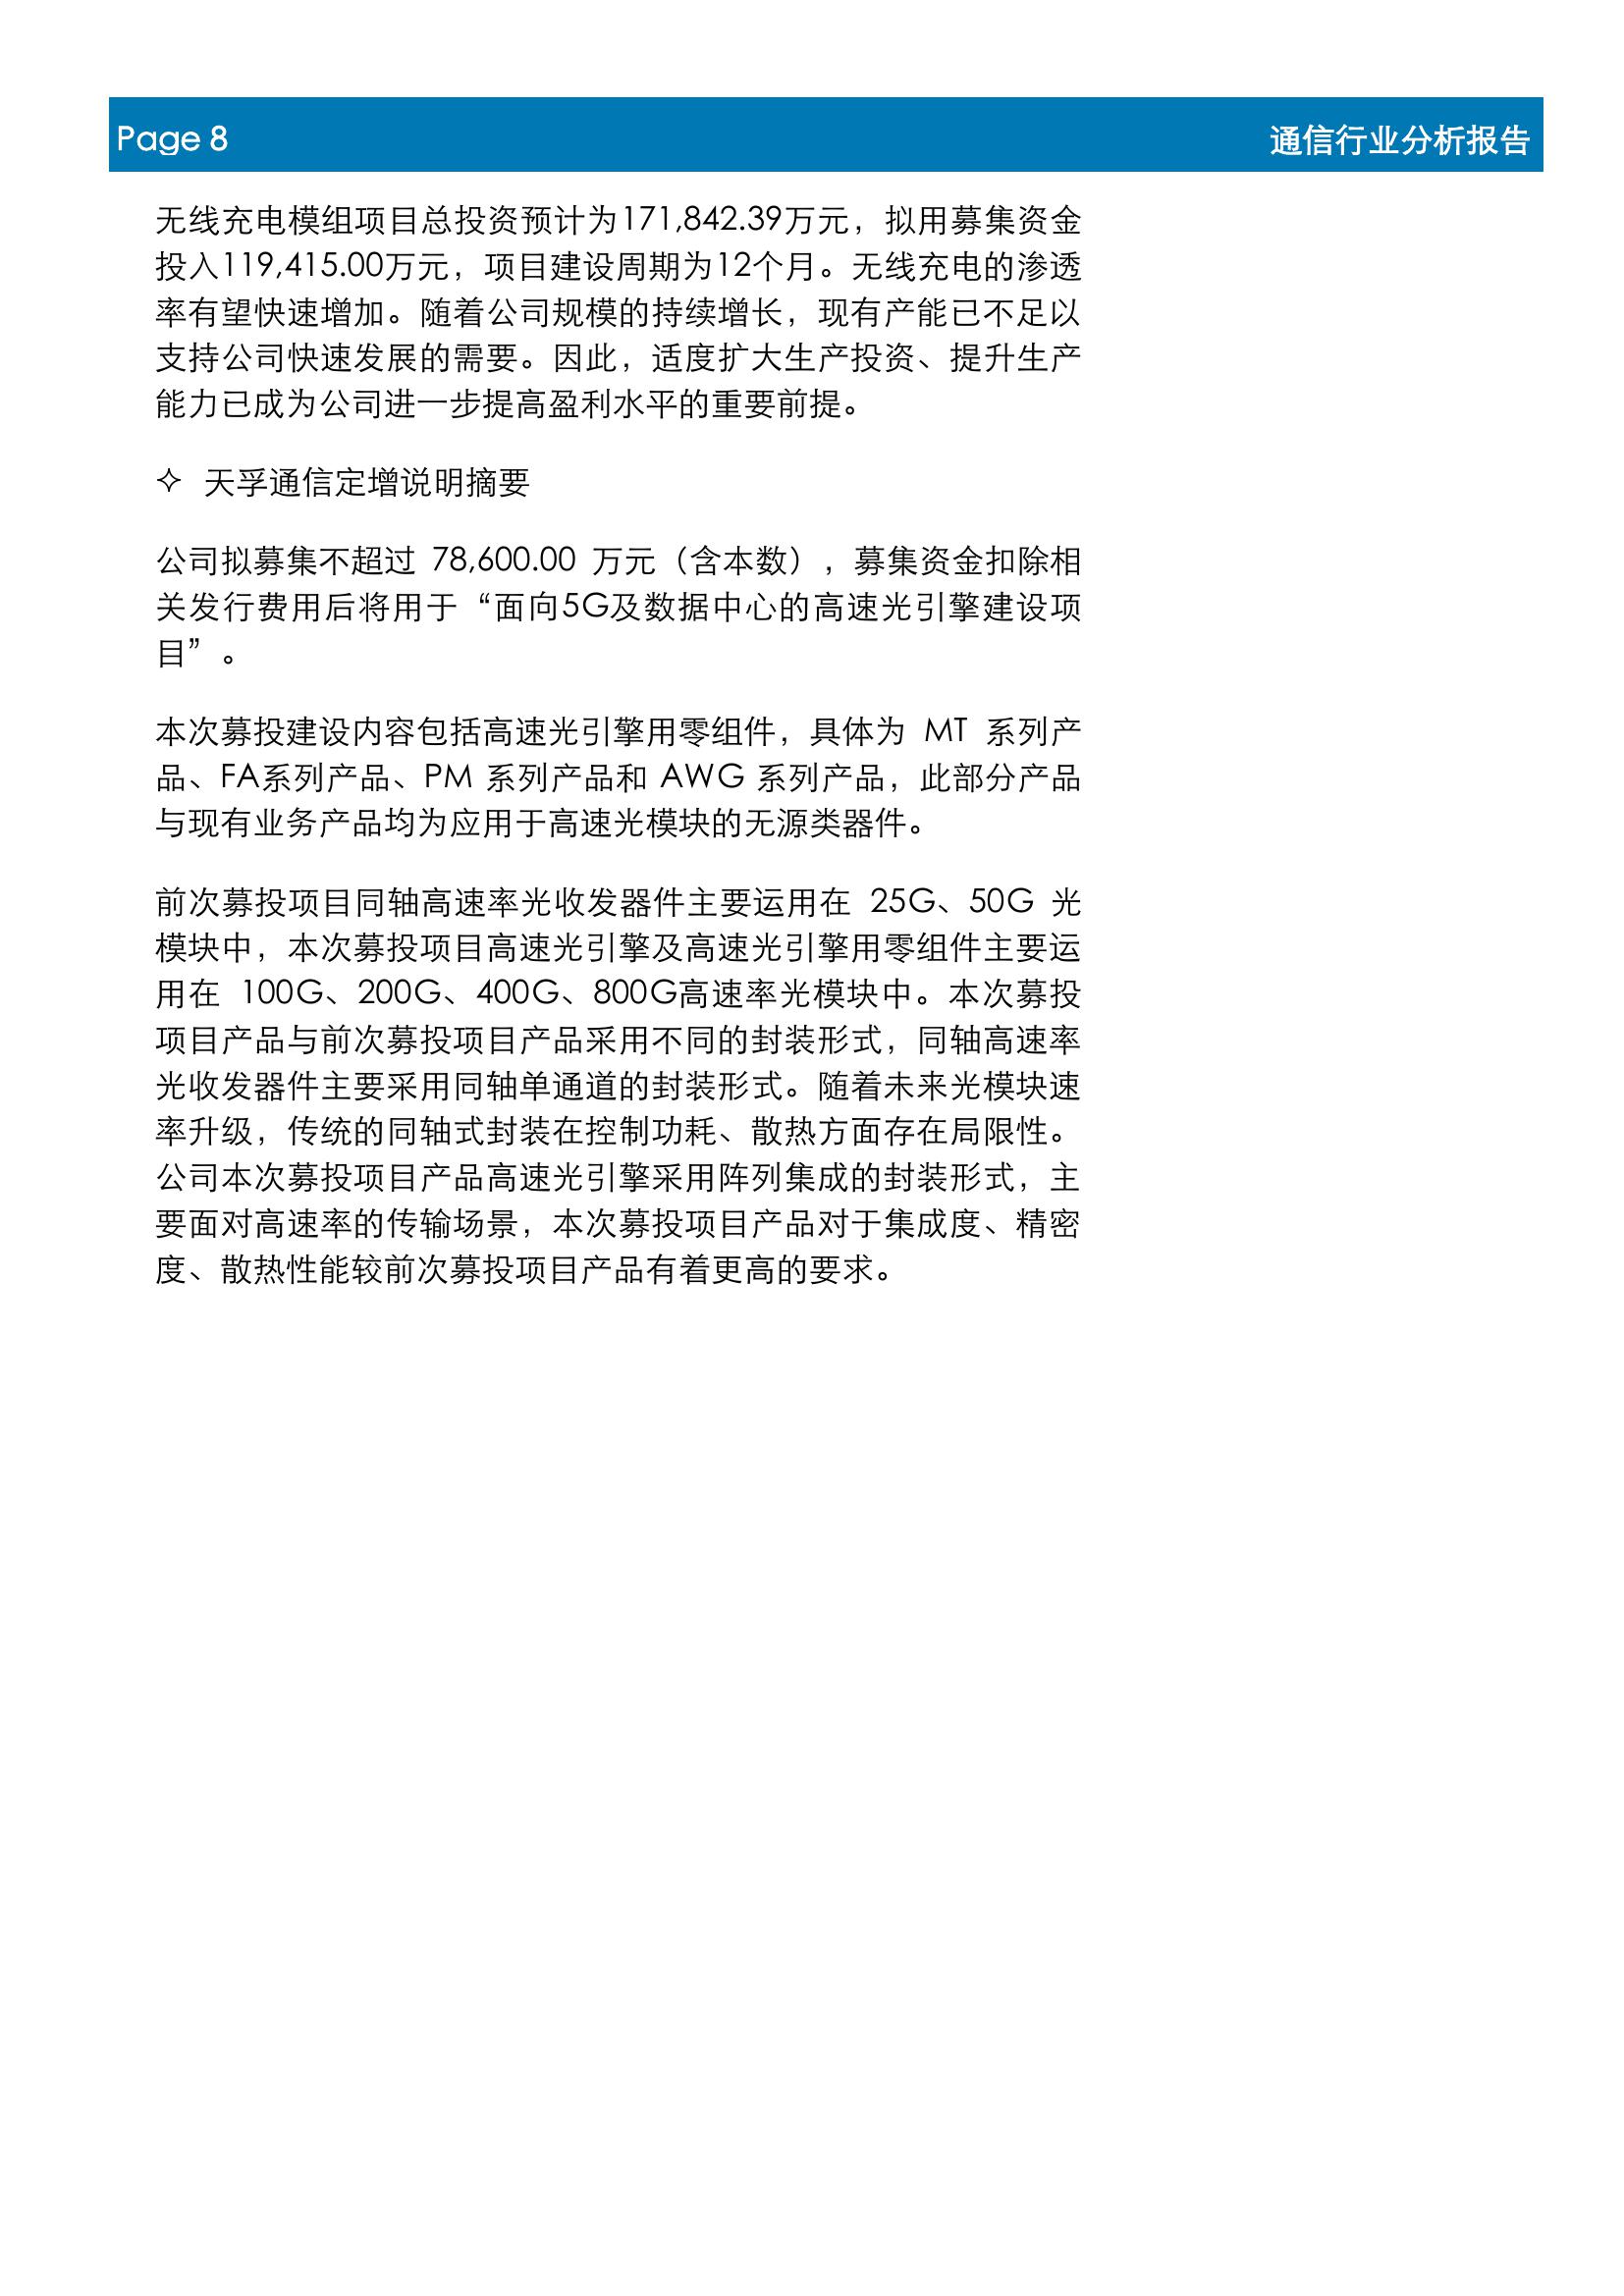 Page 8
通信行业分析报告
无线充电模组项目总投资预计为171,842.39万元，拟用募集资金
投入119,415.00万元，项目建设周期为12个月。无线充电的渗透
率有望快速增加。随着公司规模的持续增长，现有产能已不足以
支持公司快速发展的需要。因此，适度扩大生产投资、提升生产
能力已成为公司进一步提高盈利水平的重要前提。
✧ 天孚通信定增说明摘要
公司拟募集不超过 78,600.00 万元（含本数），募集资金扣除相
关发行费用后将用于“面向5G及数据中心的高速光引擎建设项
目”。
本次募投建设内容包括高速光引擎用零组件，具体为 MT 系列产
品、FA系列产品、PM 系列产品和 AWG 系列产品，此部分产品
与现有业务产品均为应用于高速光模块的无源类器件。
前次募投项目同轴高速率光收发器件主要运用在 25G、50G 光
模块中，本次募投项目高速光引擎及高速光引擎用零组件主要运
用在 100G、200G、400G、800G高速率光模块中。本次募投
项目产品与前次募投项目产品采用不同的封装形式，同轴高速率
光收发器件主要采用同轴单通道的封装形式。随着未来光模块速
率升级，传统的同轴式封装在控制功耗、散热方面存在局限性。
公司本次募投项目产品高速光引擎采用阵列集成的封装形式，主
要面对高速率的传输场景，本次募投项目产品对于集成度、精密
度、散热性能较前次募投项目产品有着更高的要求。